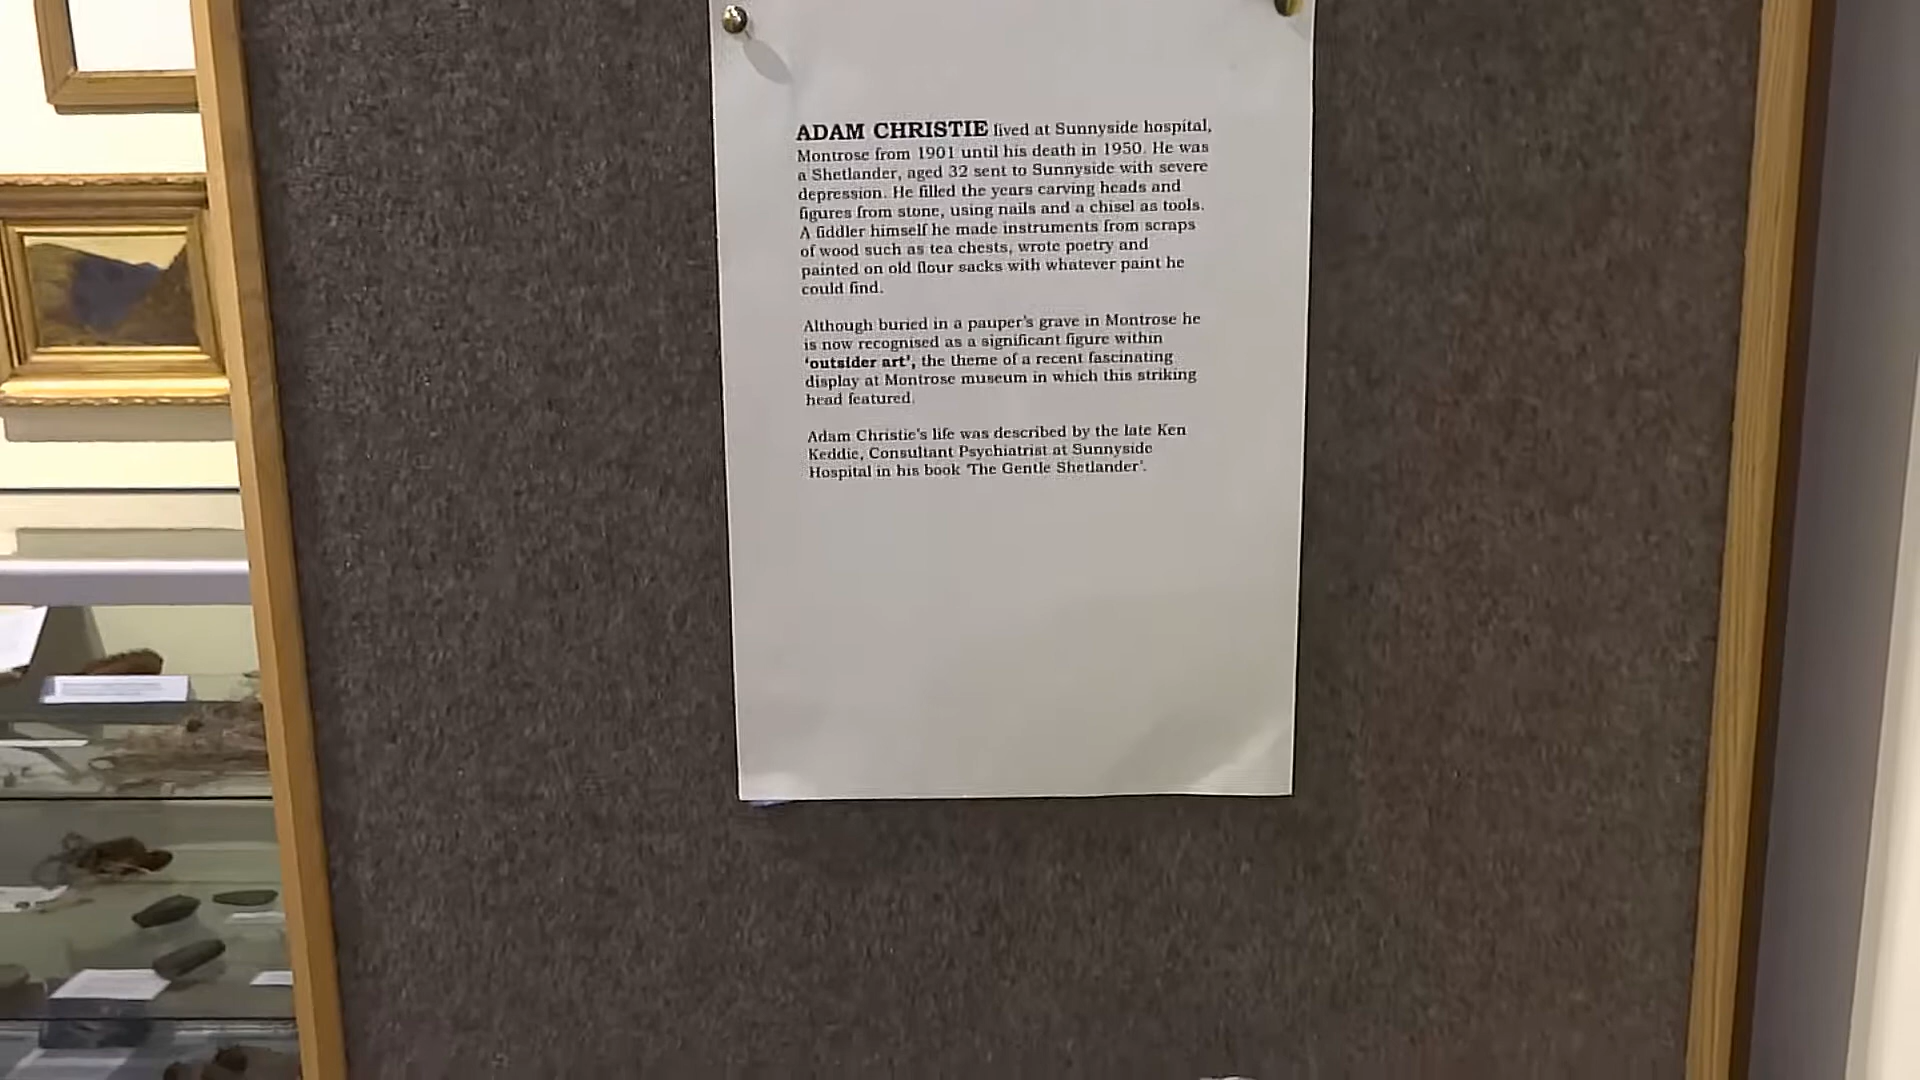 ADAM CHRISTIE lived at Sunnyside hospital,
Montrose from 1901 until his death in 1950. He was
a Shetlander, aged 32 sent to Sunnyside with severe
depression. He filled the years carving heads and
figures from stone, using nails and a chisel as tools.
A fiddler himself he made instruments from scraps
of wood such as tea chests, wrote poetry and
painted on old flour sacks with whatever paint he
could find.
Although buried in a pauper's grave in Montrose he
is now recognised as a significant figure within
'outsider art', the theme of a recent fascinating
display at Montrose museum in which this striking
head featured.
Adam Christie's life was described by the late Ken
Keddie, Consultant Psychiatrist at Sunnyside
Hospital in his book 'The Gentle Shetlander'.